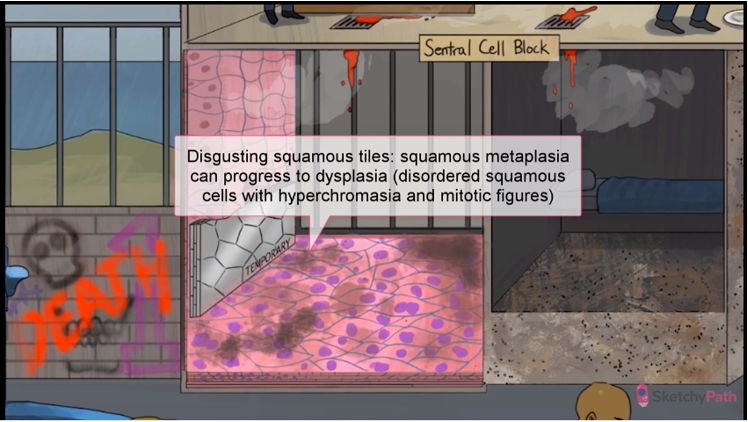 Sentral Cell Block
Disgusting squamous tiles: squamous metaplasia
can progress to dysplasia (disordered squamous
cells with hyperchromasia and mitotic figures)
TEMPORARY
DEATH
SketchyPath